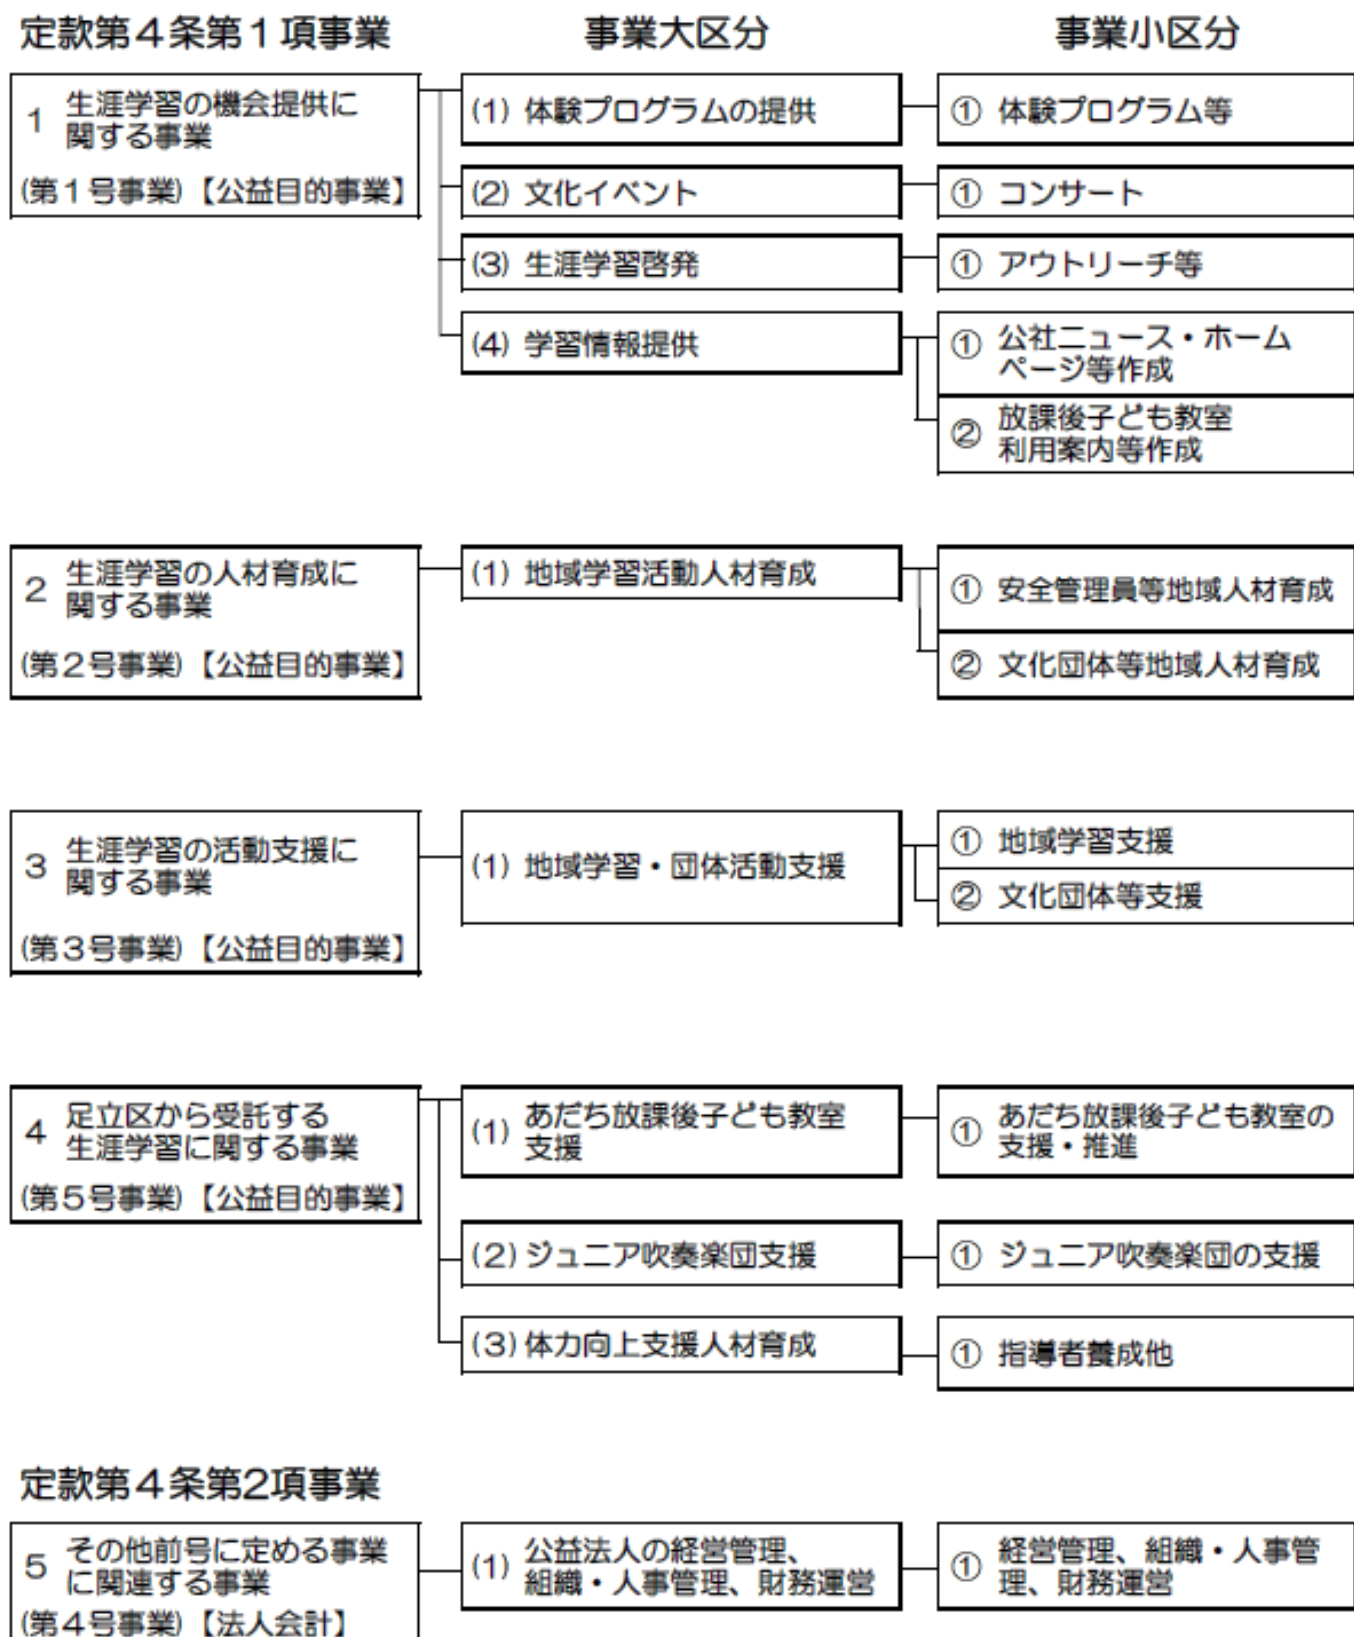 定款第４条第１項事業
事業大区分
事業小区分
1 生涯学習の機会提供に
関する事業
(第１号事業)【公益目的事業】
(1) 体験プログラムの提供
① 体験プログラム等
(2) 文化イベント
① コンサート
(3) 生涯学習啓発
① アウトリーチ等
(4) 学習情報提供
① 公社ニュース・ホーム
ページ等作成
② 放課後子ども教室
利用案内等作成
2 生涯学習の人材育成に
関する事業
(第２号事業)【公益目的事業】
(1) 地域学習活動人材育成
① 安全管理員等地域人材育成
② 文化団体等地域人材育成
3 生涯学習の活動支援に
関する事業
(第３号事業)【公益目的事業】
(1) 地域学習・団体活動支援
① 地域学習支援
② 文化団体等支援
4 足立区から受託する
生涯学習に関する事業
(第５号事業)【公益目的事業】
(1) あだち放課後子ども教室
支援
① あだち放課後子ども教室の
支援・推進
(2) ジュニア吹奏楽団支援
① ジュニア吹奏楽団の支援
(3) 体力向上支援人材育成
① 指導者養成他
定款第４条第2項事業
5 その他前号に定める事業
に関連する事業
(第４号事業)【法人会計】
(1) 公益法人の経営管理、
組織・人事管理、財務運営
① 経営管理、組織・人事管
理、財務運営